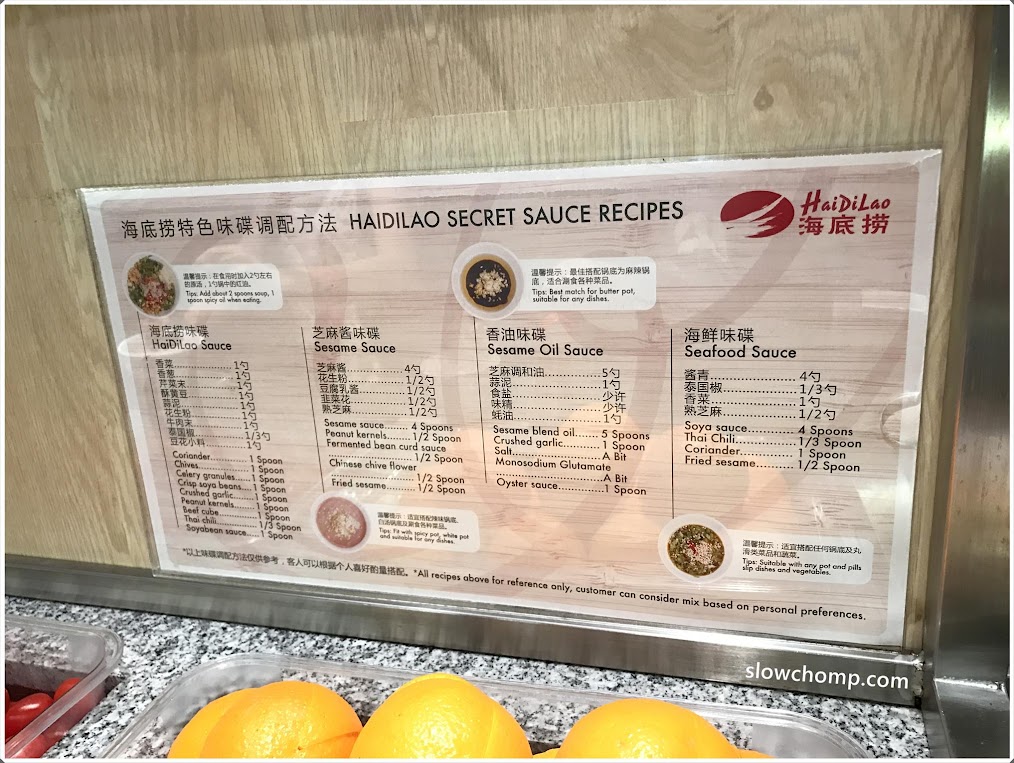 海底捞特色味碟调配方法 HAIDILAO SECRET SAUCE RECIPES
HaiDiLao
海底捞
温馨提示：在食用时加入2勺左右
的原汤，1勺锅中的红油。
Tips: Add about 2 spoons soup, 1
spoon spicy oil when eating.
温馨提示：最佳搭配锅底为麻辣锅
底，适合涮食各种菜品。
Tips: Best match for butter pot,
suitable for any dishes.
海底捞味碟
HaiDiLao Sauce
香菜.................... 1勺
香葱.................... 1勺
芹菜末................ 1勺
酥黄豆................ 1勺
蒜泥.................... 1勺
花生粉................ 1勺
牛肉末................ 1勺
泰国椒................ 1/3勺
豆花小料............ 1勺
Coriander............ 1 Spoon
Chives.................. 1 Spoon
Celery granules..... 1 Spoon
Crisp soya beans.... 1 Spoon
Crushed garlic....... 1 Spoon
Peanut kernels....... 1 Spoon
Beef cube............. 1 Spoon
Thai chili.............. 1/3 Spoon
Soyabean sauce..... 1 Spoon
芝麻酱味碟
Sesame Sauce
芝麻酱................ 4勺
花生粉................ 1/2勺
豆腐乳酱............ 1/2勺
韭菜花................ 1/2勺
熟芝麻................ 1/2勺
Sesame sauce....... 4 Spoons
Peanut kernels....... 1/2 Spoon
Fermented bean curd sauce
.......................... 1/2 Spoon
Chinese chive flower
.......................... 1/2 Spoon
Fried sesame......... 1/2 Spoon
温馨提示：适宜搭配辣味锅底、
白汤锅底及涮食各种菜品。
Tips: Fit with spicy pot, white pot
and suitable for any dishes.
香油味碟
Sesame Oil Sauce
芝麻调和油............ 5勺
蒜泥.................... 1勺
食盐.................... 少许
味精.................... 少许
蚝油.................... 1勺
Sesame blend oil....... 5 Spoons
Crushed garlic.......... 1 Spoon
Salt........................ A Bit
Monosodium Glutamate
............................. A Bit
Oyster sauce............ 1 Spoon
海鲜味碟
Seafood Sauce
酱青.................... 4勺
泰国椒................ 1/3勺
香菜.................... 1勺
熟芝麻................ 1/2勺
Soya sauce.............. 4 Spoons
Thai Chili................ 1/3 Spoon
Coriander............... 1 Spoon
Fried sesame........... 1/2 Spoon
温馨提示：适宜搭配任何锅底及丸
滑类菜品和蔬菜。
Tips: Suitable with any pot and pills
slip dishes and vegetables.
*以上味碟调配方法仅供参考，客人可以根据个人喜好酌量搭配。 *All recipes above for reference only, customer can consider mix based on personal preferences.
slowchomp.com